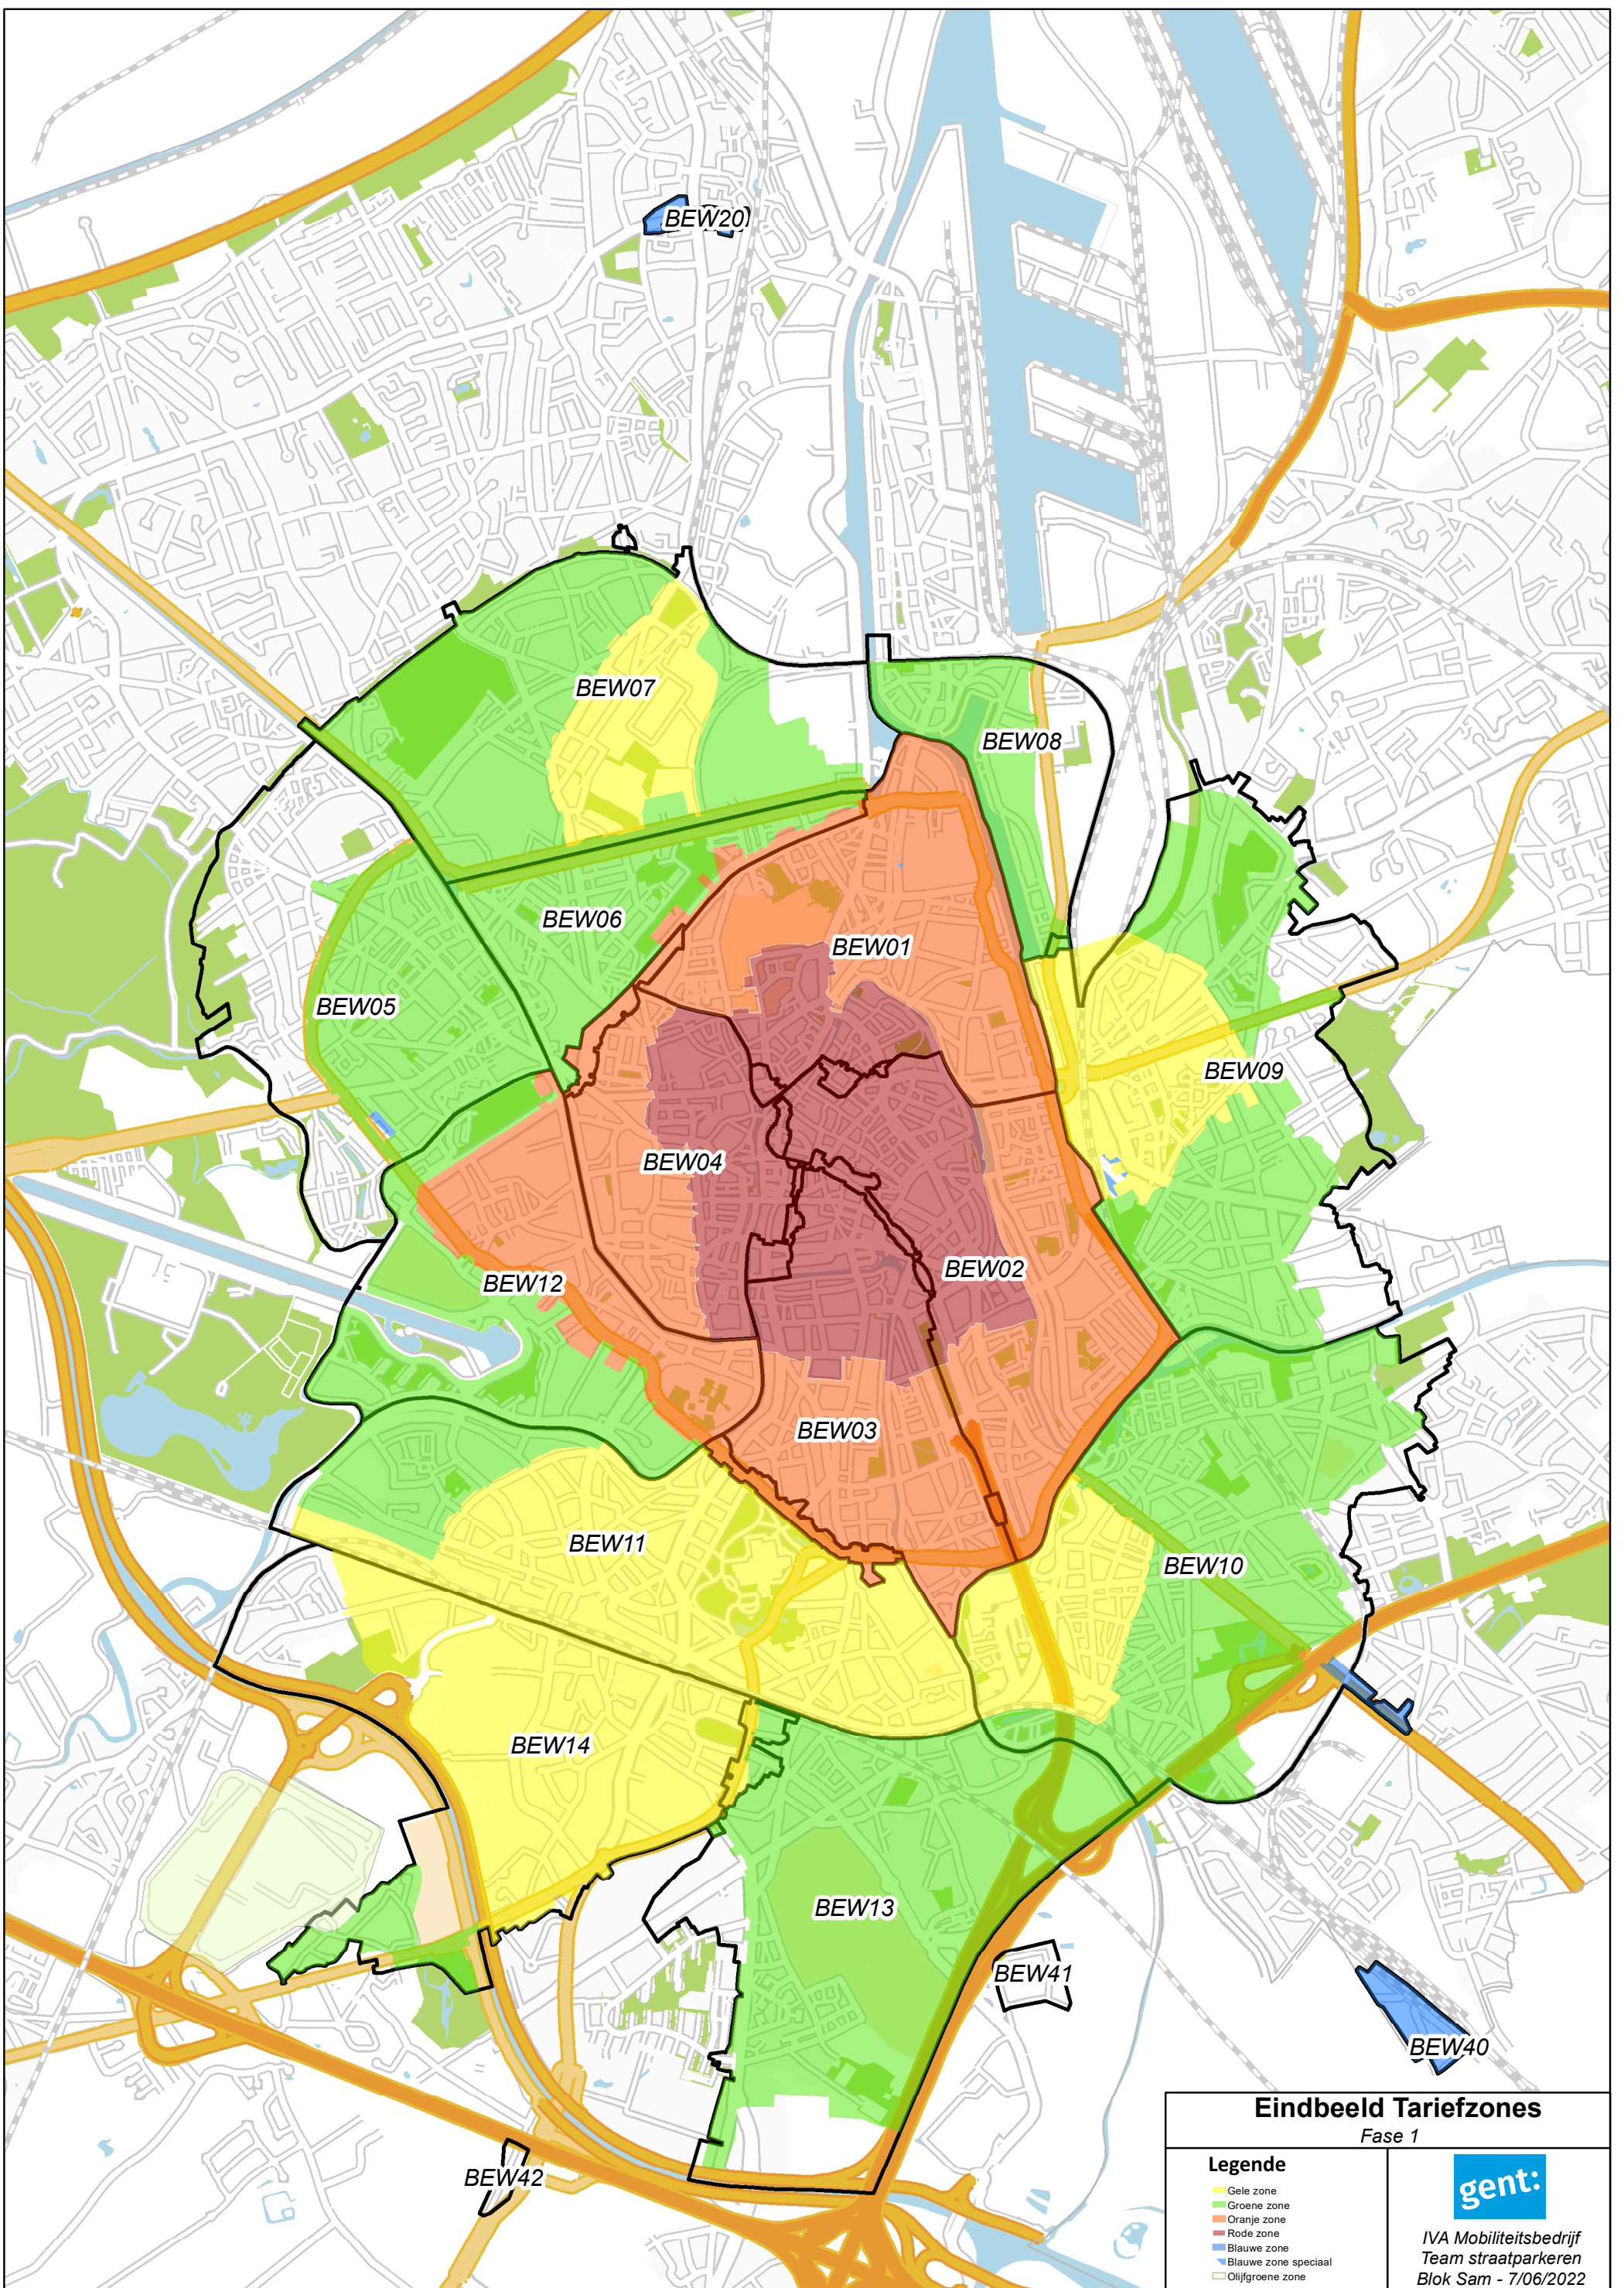 BEW20
BEW07
BEW08
BEW06
BEW01
BEW05
BEW09
BEW04
BEW02
BEW12
BEW03
BEW11
BEW10
BEW14
BEW13
BEW41
BEW40
BEW42
Eindbeeld Tariefzones
Fase 1
Legende
Gele zone
Groene zone
Oranje zone
Rode zone
Blauwe zone
Blauwe zone speciaal
Olijfgroene zone
gent:
IVA Mobiliteitsbedrijf
Team straatparkeren
Blok Sam - 7/06/2022